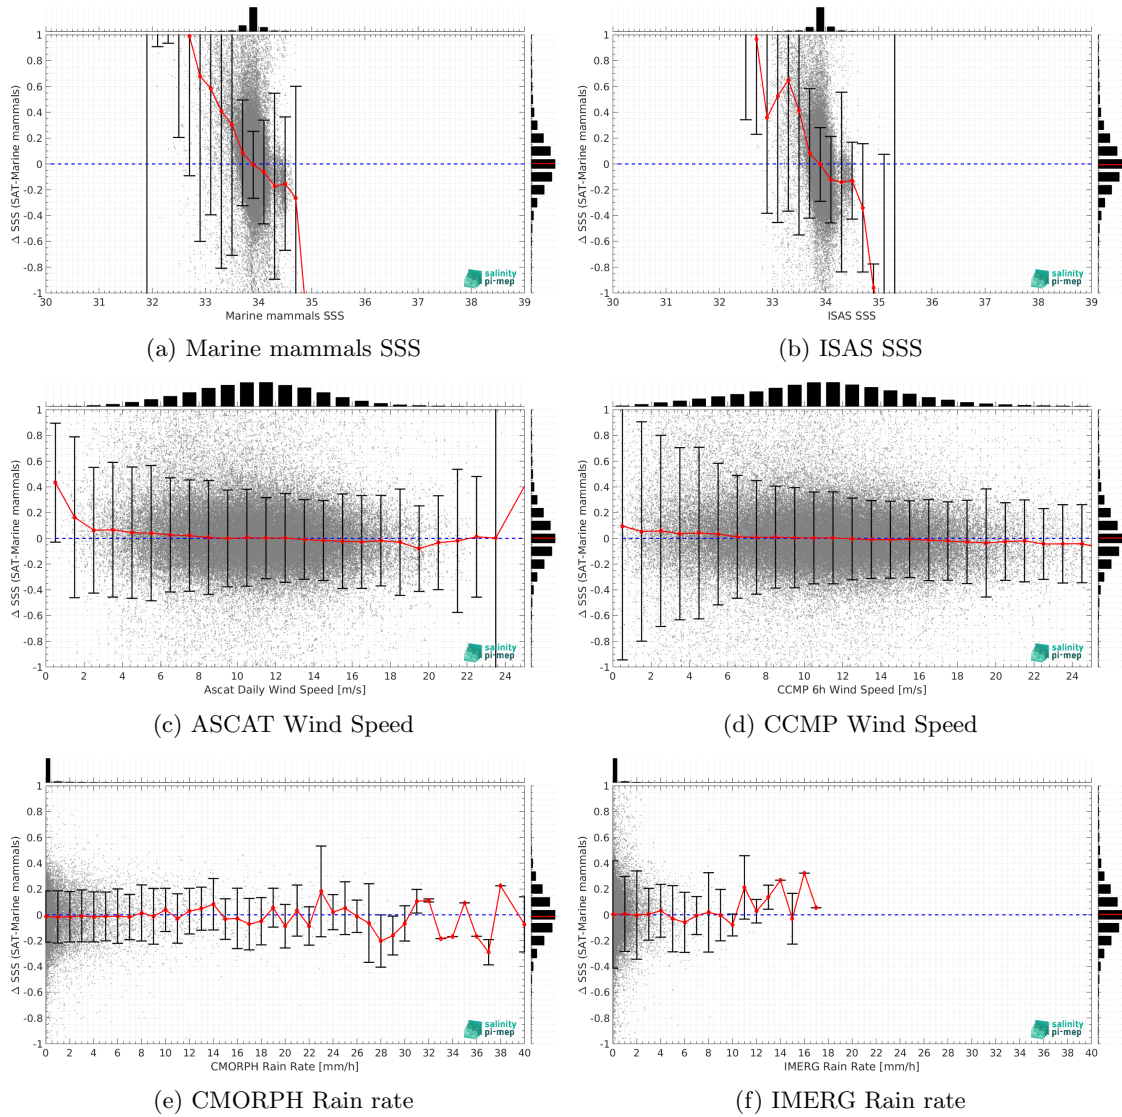 1
0.8
0.6
0.4
0.2
0
-0.2
-0.4
-0.6
-0.8
-1
Δ SSS (SAT-Marine mammals)
salinity
pi-mep
30 31 32 33 34 35 36 37 38 39
Marine mammals SSS
(a) Marine mammals SSS
1
0.8
0.6
0.4
0.2
0
-0.2
-0.4
-0.6
-0.8
-1
Δ SSS (SAT-Marine mammals)
salinity
pi-mep
30 31 32 33 34 35 36 37 38 39
ISAS SSS
(b) ISAS SSS
1
0.8
0.6
0.4
0.2
0
-0.2
-0.4
-0.6
-0.8
-1
Δ SSS (SAT-Marine mammals)
salinity
pi-mep
0 2 4 6 8 10 12 14 16 18 20 22 24
Ascat Daily Wind Speed [m/s]
(c) ASCAT Wind Speed
1
0.8
0.6
0.4
0.2
0
-0.2
-0.4
-0.6
-0.8
-1
Δ SSS (SAT-Marine mammals)
salinity
pi-mep
0 2 4 6 8 10 12 14 16 18 20 22 24
CCMP 6h Wind Speed [m/s]
(d) CCMP Wind Speed
1
0.8
0.6
0.4
0.2
0
-0.2
-0.4
-0.6
-0.8
-1
Δ SSS (SAT-Marine mammals)
salinity
pi-mep
0 2 4 6 8 10 12 14 16 18 20 22 24 26 28 30 32 34 36 38 40
CMORPH Rain Rate [mm/h]
(e) CMORPH Rain rate
1
0.8
0.6
0.4
0.2
0
-0.2
-0.4
-0.6
-0.8
-1
Δ SSS (SAT-Marine mammals)
salinity
pi-mep
0 2 4 6 8 10 12 14 16 18 20 22 24 26 28 30 32 34 36 38 40
IMERG Rain Rate [mm/h]
(f) IMERG Rain rate